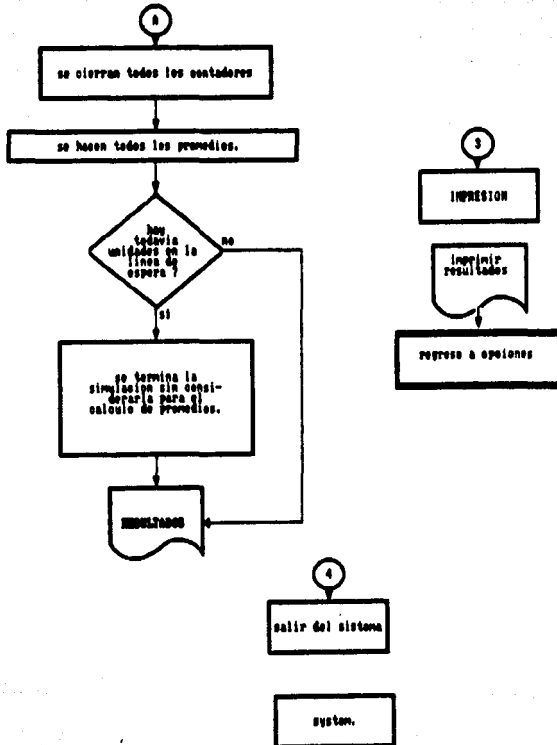 A
se cierran todos los contadores
se hacen todos los promedios.
hay
todavia
unidades en la
linea de
espera ?
no
si
se termina la
simulacion sin consi-
derarla para el
calculo de promedios.
RESULTADOS
3
IMPRESION
imprimir
resultados
regreso a opciones
4
salir del sistema
system.